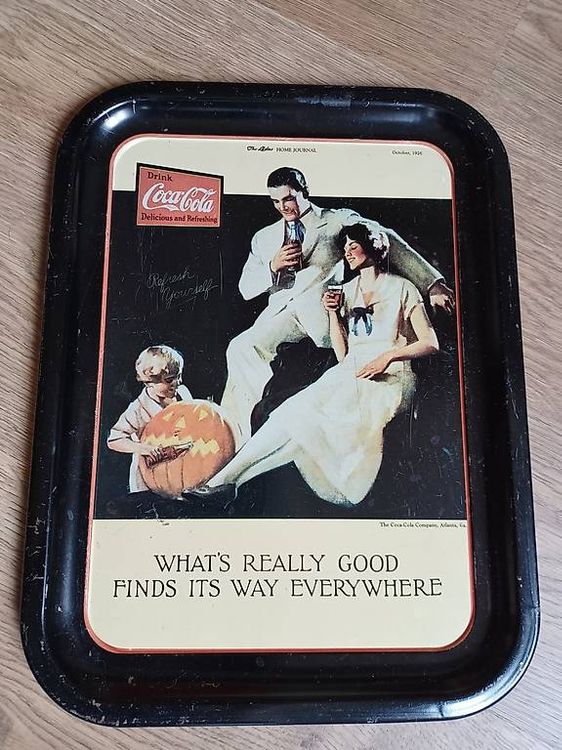 The Ladies HOME JOURNAL
October, 1926
Drink
Coca-Cola
Delicious and Refreshing
Refresh
Yourself
The Coca-Cola Company, Atlanta, Ga.
WHAT'S REALLY GOOD
FINDS ITS WAY EVERYWHERE